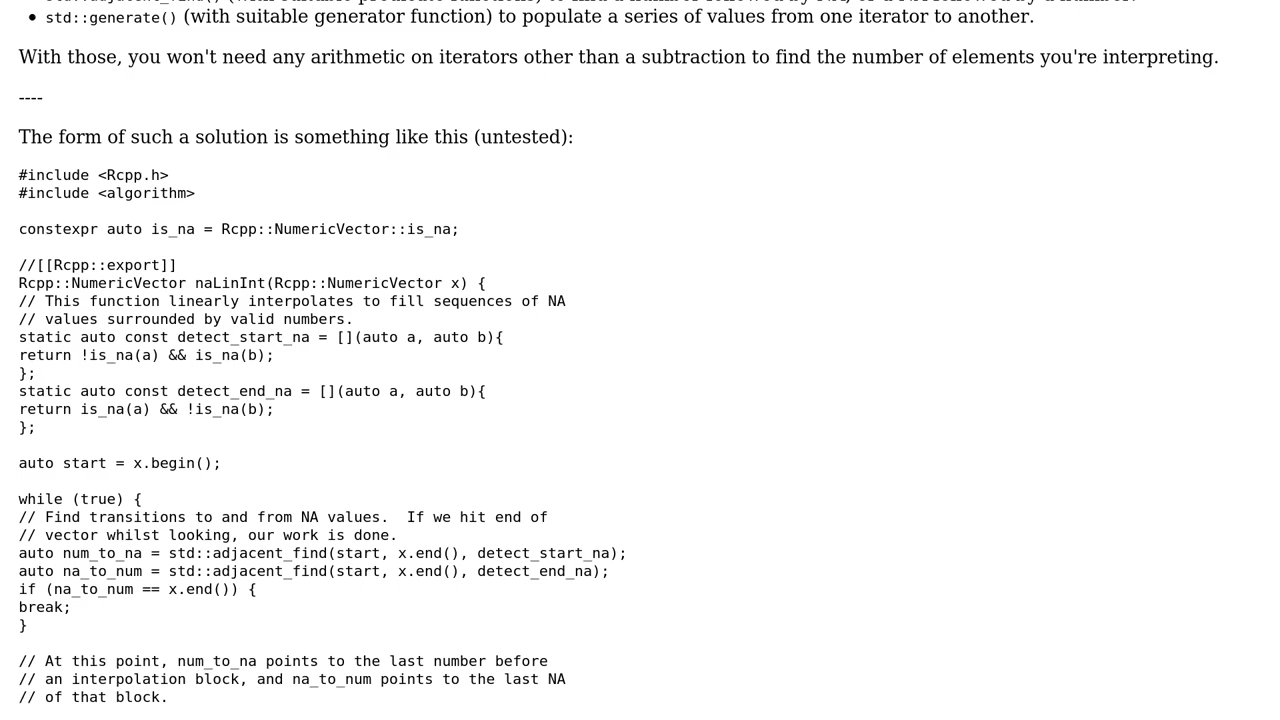 • std::generate() (with suitable generator function) to populate a series of values from one iterator to another.
With those, you won't need any arithmetic on iterators other than a subtraction to find the number of elements you're interpreting.
----
The form of such a solution is something like this (untested):
#include <Rcpp.h>
#include <algorithm>
constexpr auto is_na = Rcpp::NumericVector::is_na;
//[[Rcpp::export]]
Rcpp::NumericVector naLinInt(Rcpp::NumericVector x) {
// This function linearly interpolates to fill sequences of NA
// values surrounded by valid numbers.
static auto const detect_start_na = [](auto a, auto b){
return !is_na(a) && is_na(b);
};
static auto const detect_end_na = [](auto a, auto b){
return is_na(a) && !is_na(b);
};
auto start = x.begin();
while (true) {
// Find transitions to and from NA values.  If we hit end of
// vector whilst looking, our work is done.
auto num_to_na = std::adjacent_find(start, x.end(), detect_start_na);
auto na_to_num = std::adjacent_find(start, x.end(), detect_end_na);
if (na_to_num == x.end()) {
break;
}
// At this point, num_to_na points to the last number before
// an interpolation block, and na_to_num points to the last NA
// of that block.